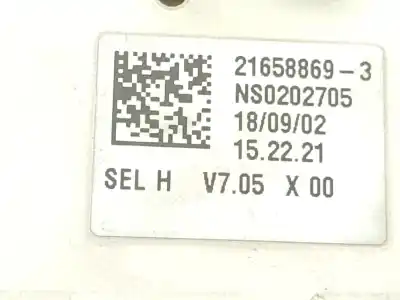 21658869-3
NS0202705
18/09/02
15.22.21
SEL H V7.05 X 00